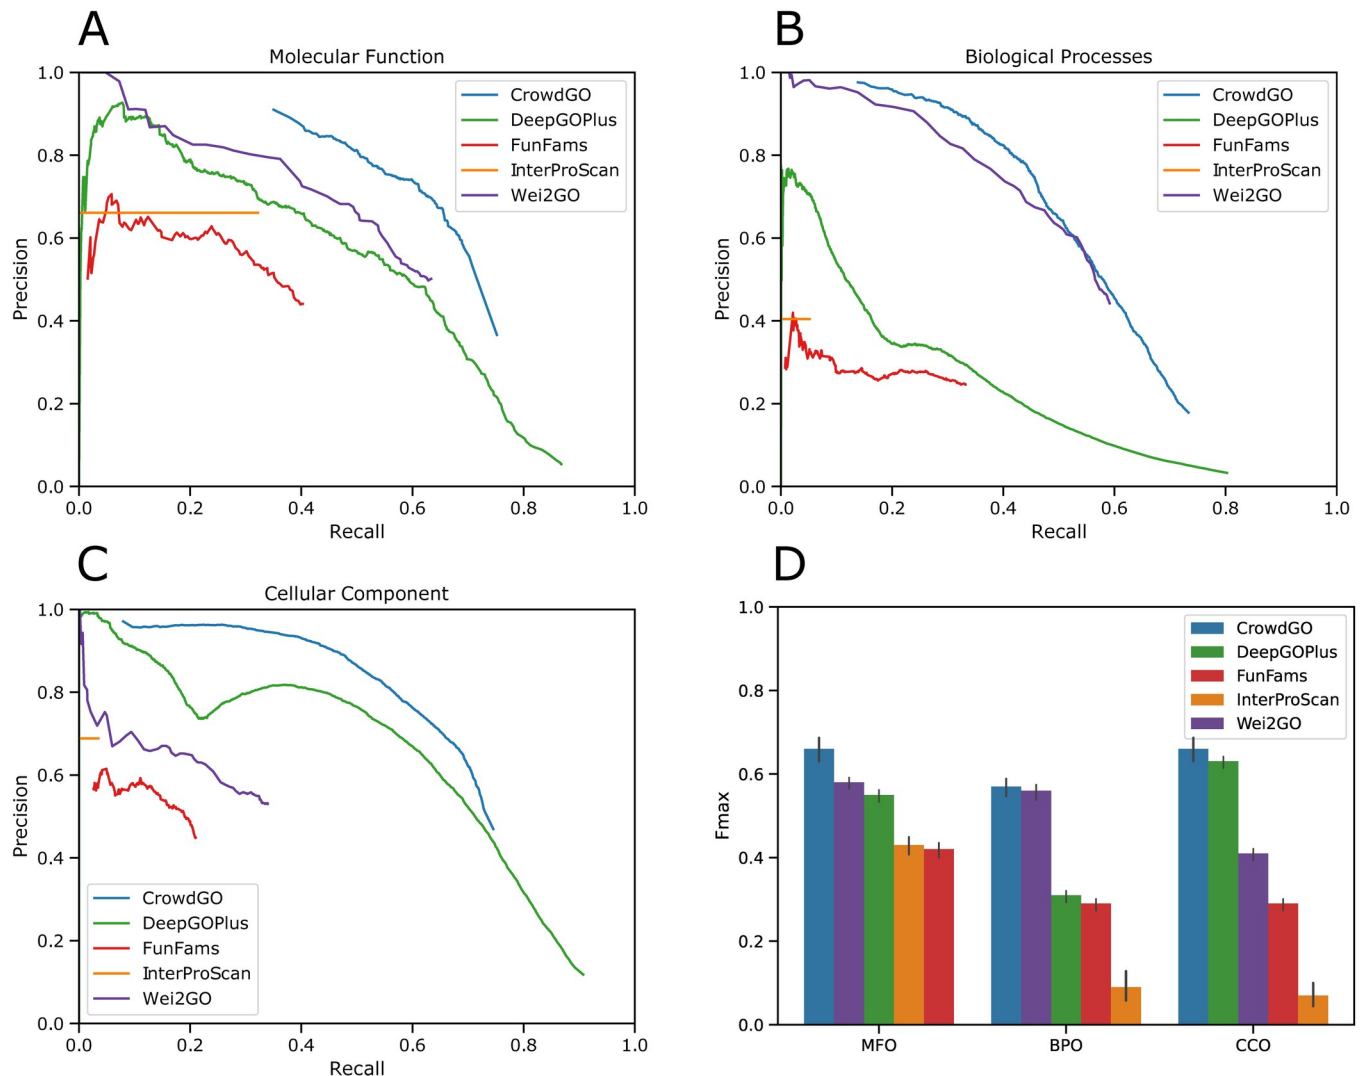 A
Molecular Function
1.0
0.8
0.6
0.4
0.2
0.0
Precision
CrowdGO
DeepGOPlus
FunFams
InterProScan
Wei2GO
0.0 0.2 0.4 0.6 0.8 1.0
Recall
B
Biological Processes
1.0
0.8
0.6
0.4
0.2
0.0
Precision
CrowdGO
DeepGOPlus
FunFams
InterProScan
Wei2GO
0.0 0.2 0.4 0.6 0.8 1.0
Recall
C
Cellular Component
1.0
0.8
0.6
0.4
0.2
0.0
Precision
CrowdGO
DeepGOPlus
FunFams
InterProScan
Wei2GO
0.0 0.2 0.4 0.6 0.8 1.0
Recall
D
1.0
0.8
0.6
0.4
0.2
0.0
Fmax
CrowdGO
DeepGOPlus
FunFams
InterProScan
Wei2GO
MFO BPO CCO